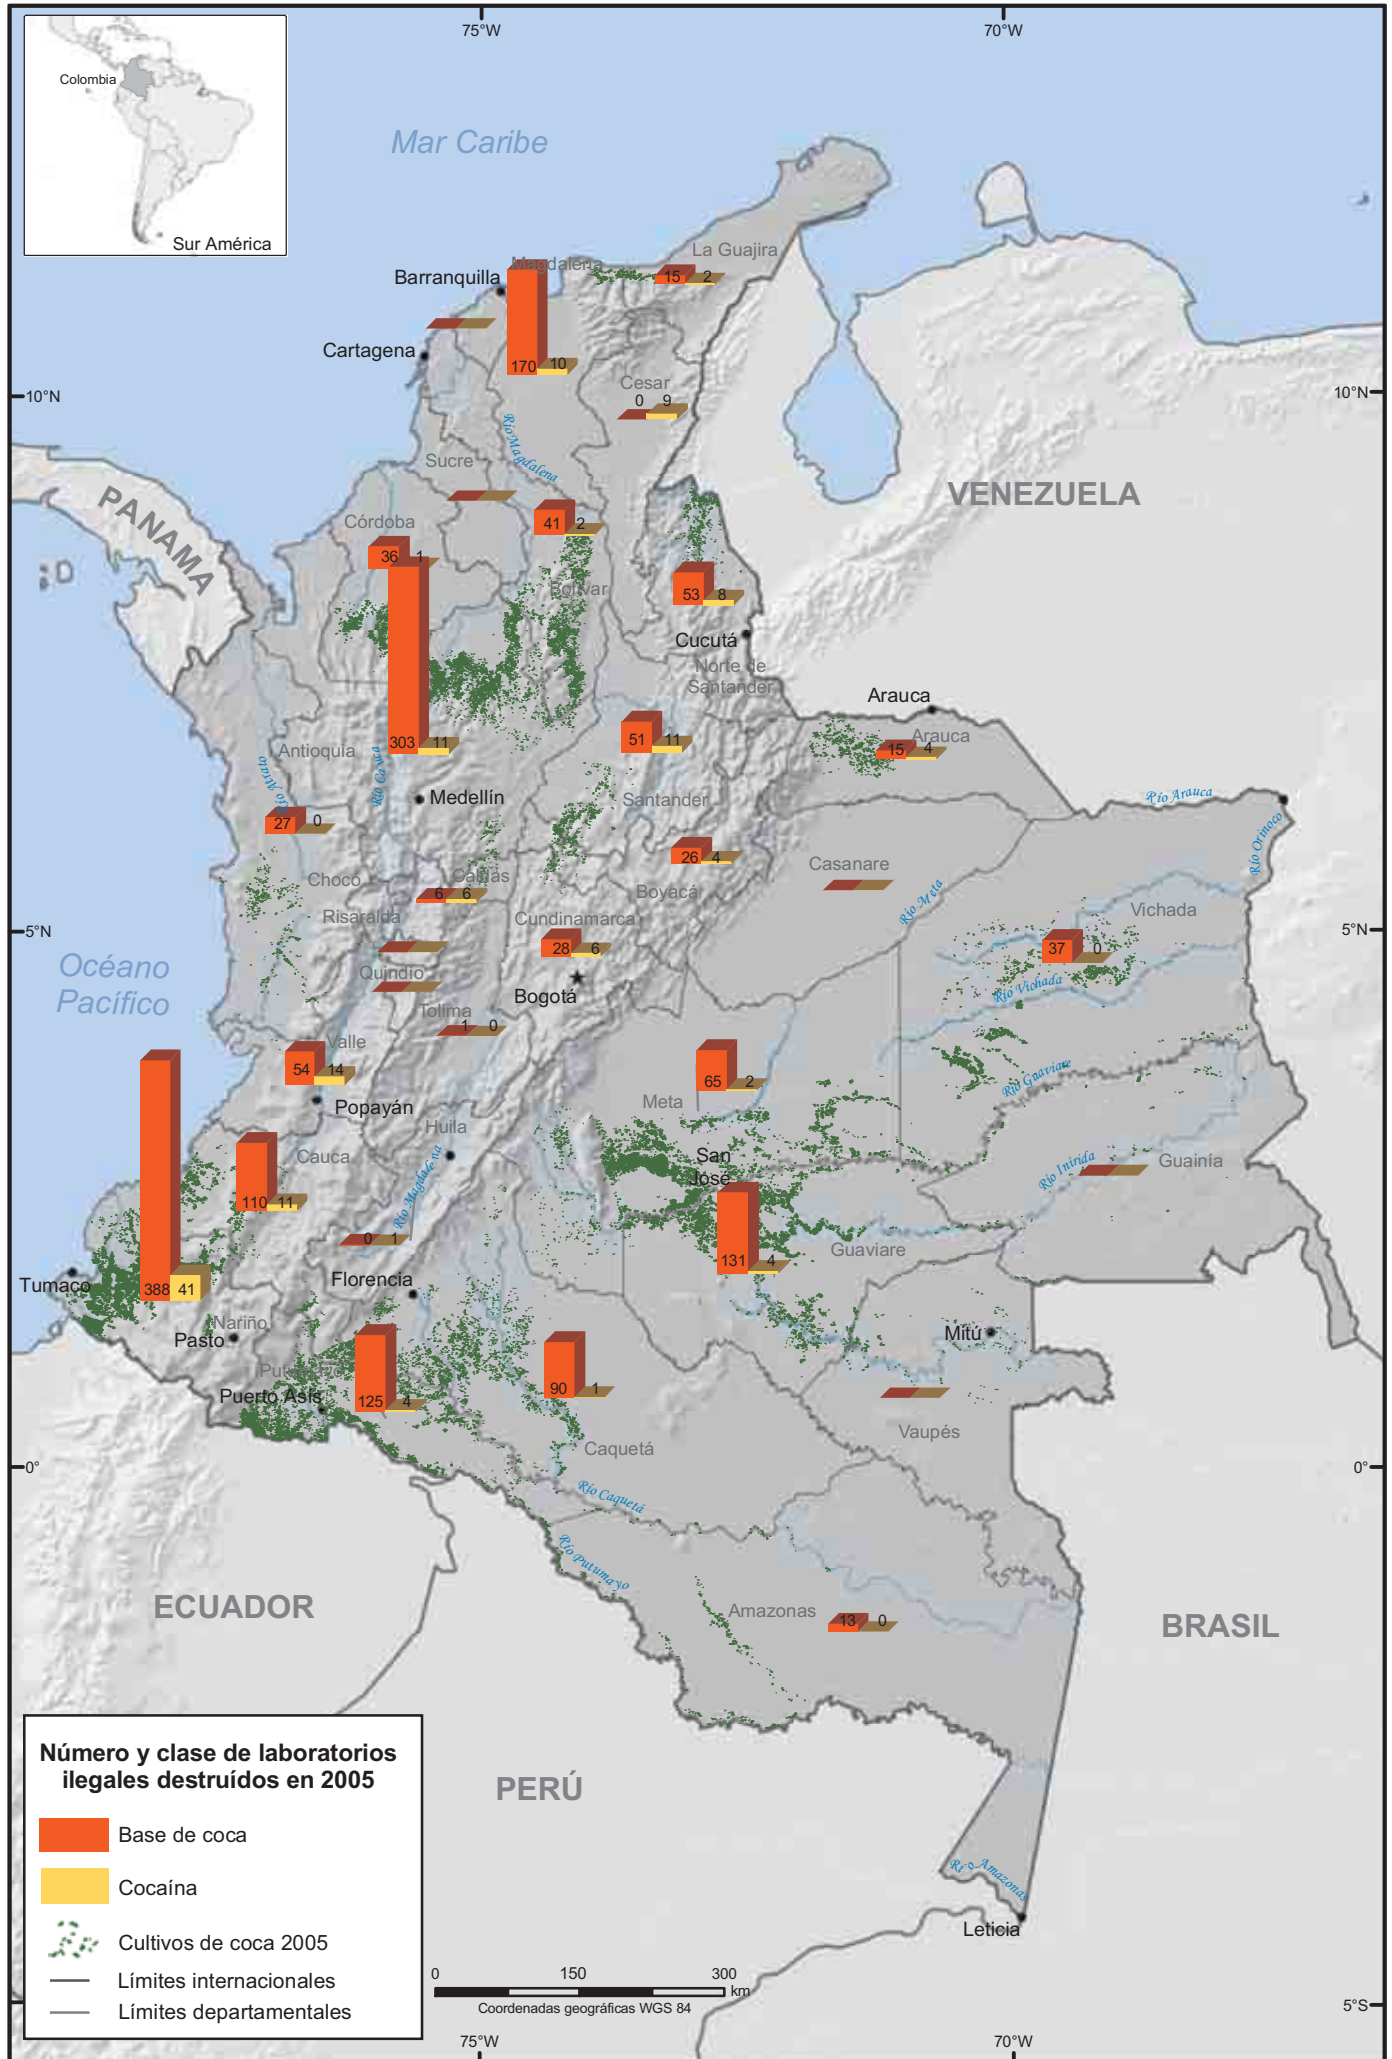 75°W
70°W
Colombia
Sur América
Mar Caribe
La Guajira
Magdalena
15 2
Barranquilla
Cartagena
170 10
Cesar
0 9
10°N
10°N
Río Magdalena
Sucre
VENEZUELA
PANAMA
Córdoba
41 2
36 1
Bolívar
53 8
Cucutá
Norte de
Santander
Arauca
Arauca
15 4
51 11
303 11
Antioquia
Río Atrato
Medellín
Santander
Río Arauca
Río Orinoco
27 0
26 4
Casanare
Chocó
Caldas
6 6
Boyacá
Río Meta
Vichada
Risaralda
Cundinamarca
28 6
37 0
5°N
5°N
Océano
Pacífico
Quindío
Bogotá
Río Vichada
Tolima
1 0
Valle
54 14
65 2
Río Guaviare
Popayán
Meta
Huila
Cauca
San
José
Río Inírida
Guainía
Río Magdalena
110 11
0 1
131 4
Guaviare
Tumaco
388 41
Florencia
Nariño
Pasto
Mitú
Puerto Asís
125 4
90 1
Vaupés
Caquetá
0°
0°
Río Caquetá
Río Putumayo
ECUADOR
Amazonas
13 0
BRASIL
Número y clase de laboratorios
ilegales destruídos en 2005
Base de coca
Cocaína
Cultivos de coca 2005
Límites internacionales
Límites departamentales
PERÚ
Río Amazonas
Leticia
0 150 300
km
Coordenadas geográficas WGS 84
5°S
75°W
70°W